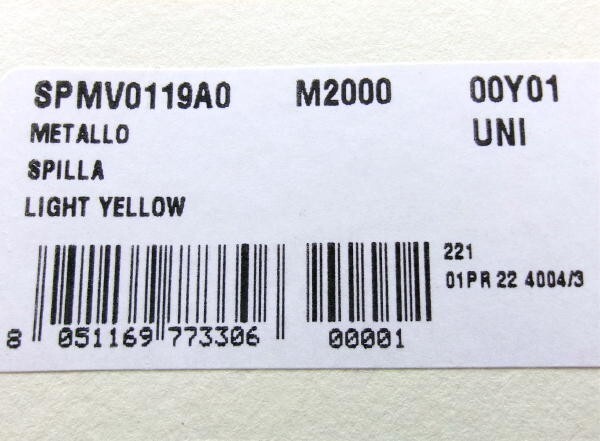 SPMV0119A0 M2000 00Y01
METALLO UNI
SPILLA
LIGHT YELLOW
221
01PR 22 4004/3
8 051169 773306 00001